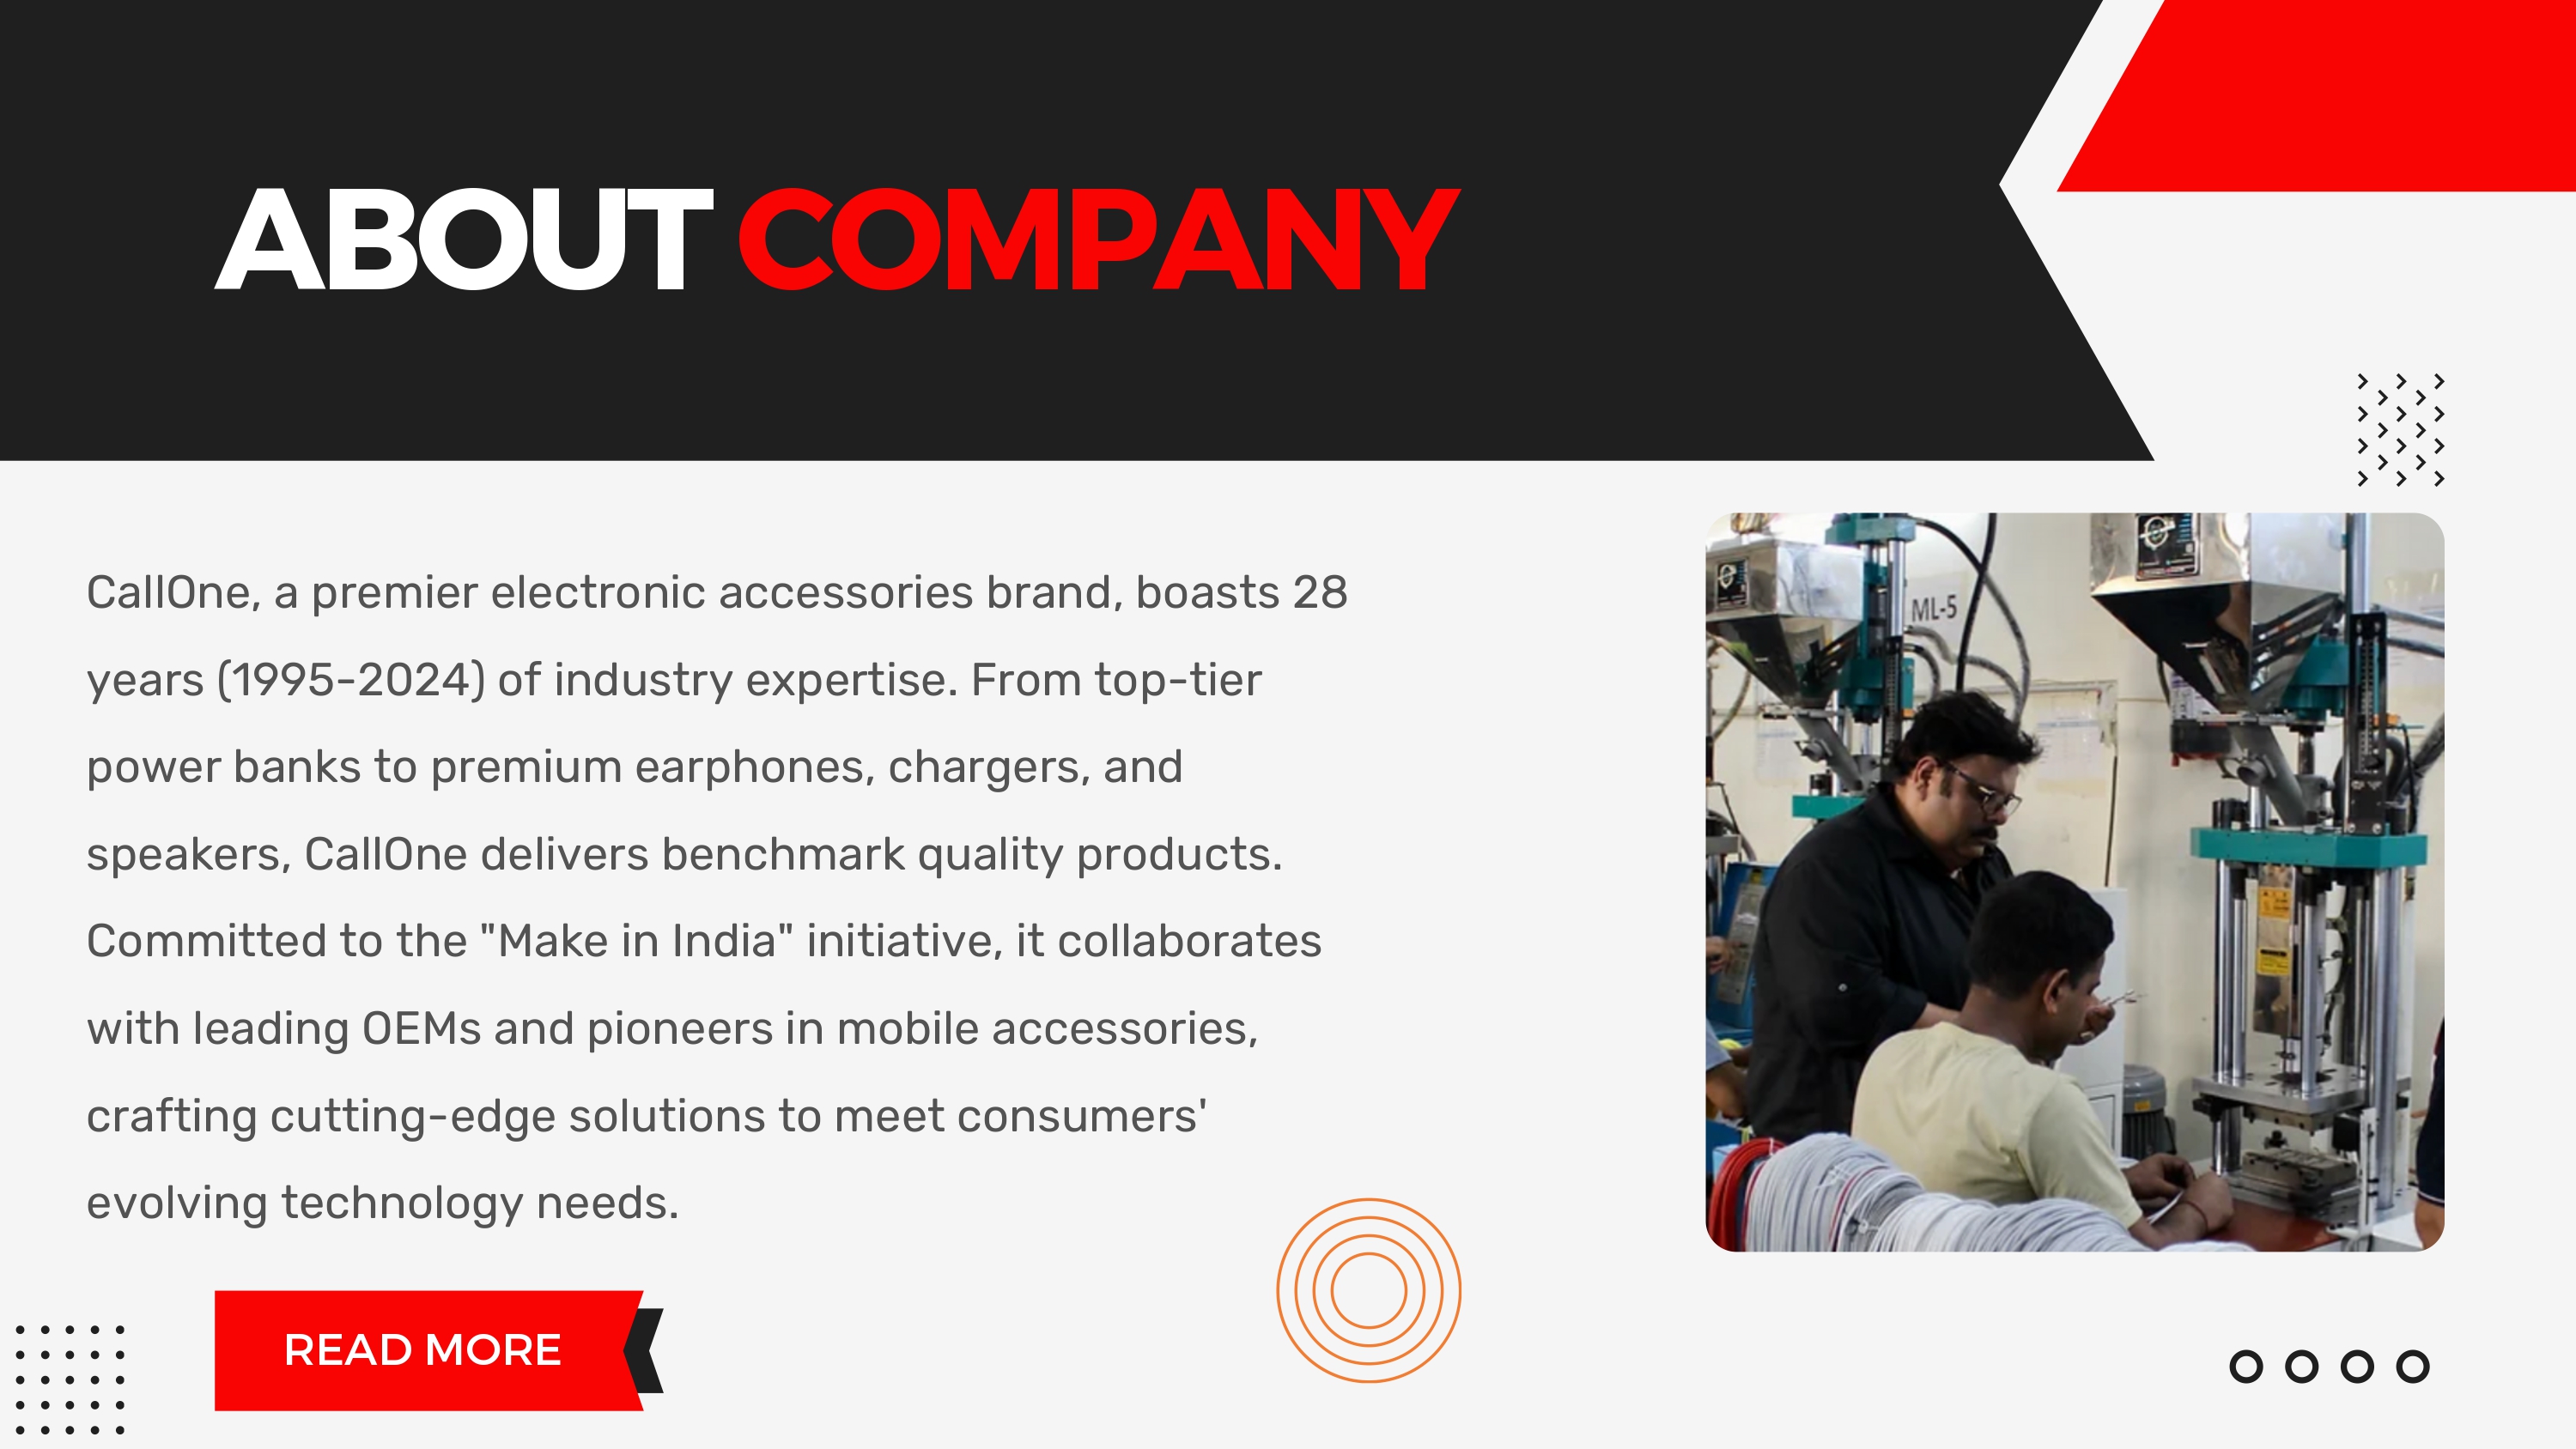 ABOUT COMPANY
CallOne, a premier electronic accessories brand, boasts 28
years (1995-2024) of industry expertise. From top-tier
power banks to premium earphones, chargers, and
speakers, CallOne delivers benchmark quality products.
Committed to the "Make in India" initiative, it collaborates
with leading OEMs and pioneers in mobile accessories,
crafting cutting-edge solutions to meet consumers'
evolving technology needs.
ML-5
READ MORE